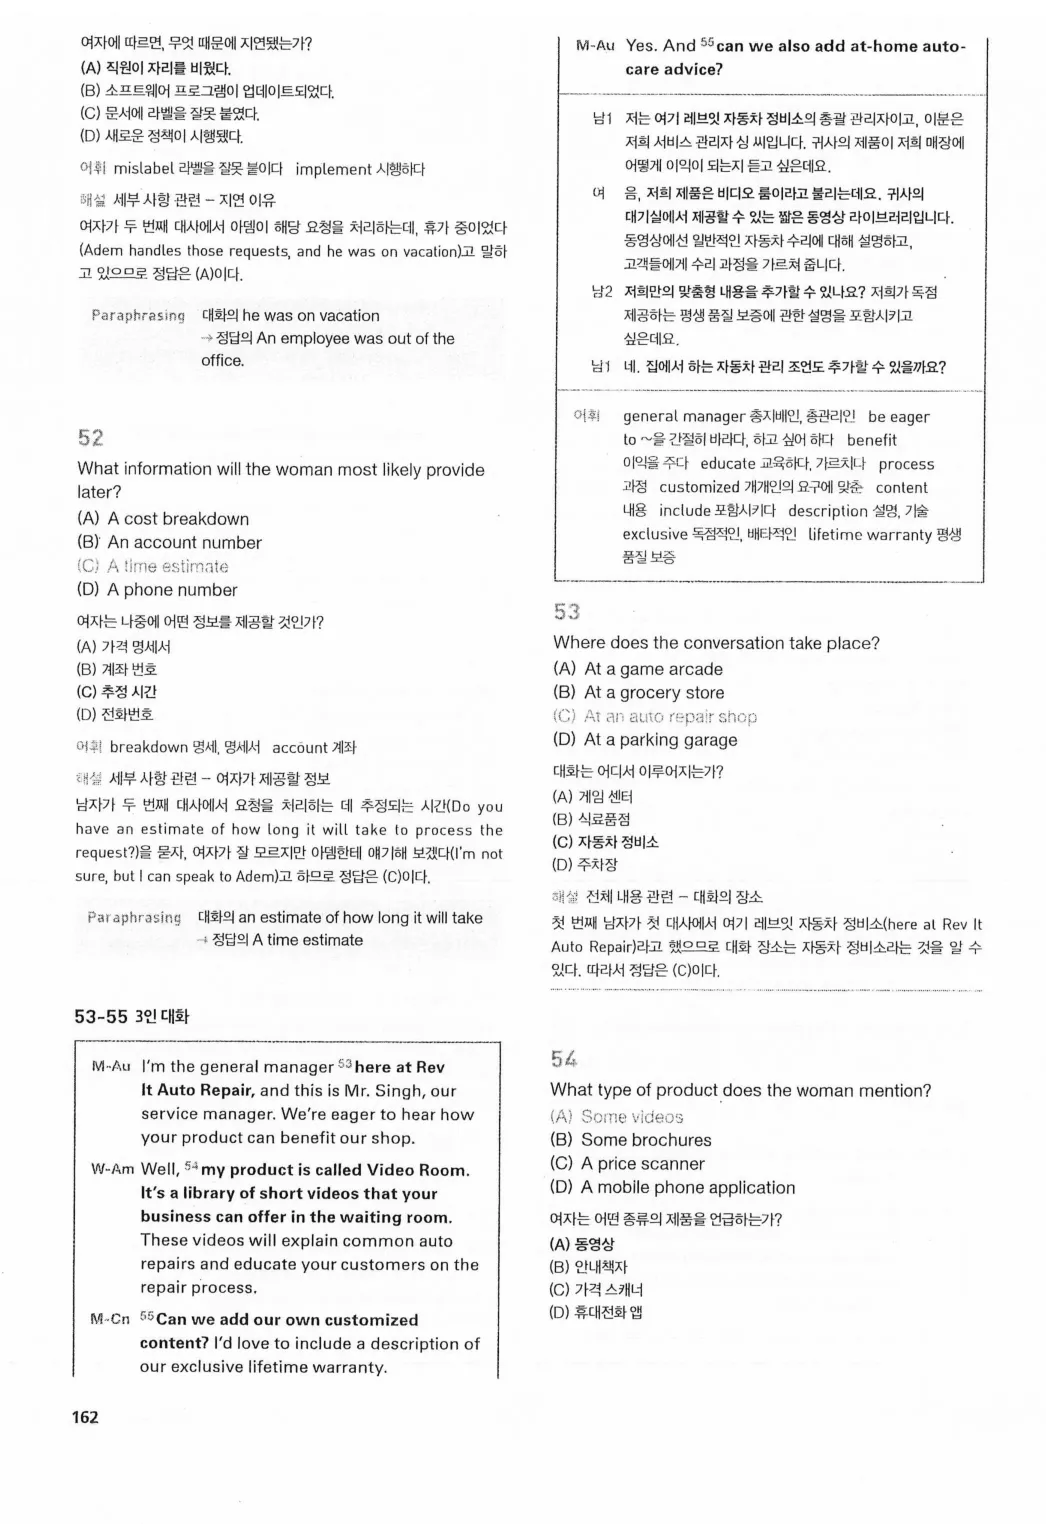 여자에 따르면, 무엇 때문에 지연됐는가?
(A) 직원이 자리를 비웠다.
(B) 소프트웨어 프로그램이 업데이트되었다.
(C) 문서에 라벨을 잘못 붙였다.
(D) 새로운 정책이 시행됐다.
어휘 mislabel 라벨을 잘못 붙이다 implement 시행하다
해설 세부 사항 관련 – 지연 이유
여자가 두 번째 대사에서 아뎀이 해당 요청을 처리하는데, 휴가 중이었다
(Adem handles those requests, and he was on vacation)고 말하
고 있으므로 정답은 (A)이다.
Paraphrasing 대화의 he was on vacation
→ 정답의 An employee was out of the
office.
52
What information will the woman most likely provide
later?
(A) A cost breakdown
(B) An account number
(C) A time estimate
(D) A phone number
여자는 나중에 어떤 정보를 제공할 것인가?
(A) 가격 명세서
(B) 계좌 번호
(C) 추정 시간
(D) 전화번호
어휘 breakdown 명세, 명세서 account 계좌
해설 세부 사항 관련 – 여자가 제공할 정보
남자가 두 번째 대사에서 요청을 처리하는 데 추정되는 시간(Do you
have an estimate of how long it will take to process the
request?)을 묻자, 여자가 잘 모르지만 아뎀한테 얘기해 보겠다(I'm not
sure, but I can speak to Adem)고 하므로 정답은 (C)이다.
Paraphrasing 대화의 an estimate of how long it will take
→ 정답의 A time estimate
53-55 3인 대화
M-Au I'm the general manager 53 here at Rev
It Auto Repair, and this is Mr. Singh, our
service manager. We're eager to hear how
your product can benefit our shop.
W-Am Well, 54 my product is called Video Room.
It's a library of short videos that your
business can offer in the waiting room.
These videos will explain common auto
repairs and educate your customers on the
repair process.
M-Cn 55 Can we add our own customized
content? I'd love to include a description of
our exclusive lifetime warranty.
162
M-Au Yes. And 55 can we also add at-home auto-
care advice?
남1 저는 여기 레브잇 자동차 정비소의 총괄 관리자이고, 이분은
저희 서비스 관리자 싱 씨입니다. 귀사의 제품이 저희 매장에
어떻게 이익이 되는지 듣고 싶은데요.
여 음, 저희 제품은 비디오 룸이라고 불리는데요. 귀사의
대기실에서 제공할 수 있는 짧은 동영상 라이브러리입니다.
동영상에선 일반적인 자동차 수리에 대해 설명하고,
고객들에게 수리 과정을 가르쳐 줍니다.
남2 저희만의 맞춤형 내용을 추가할 수 있나요? 저희가 독점
제공하는 평생 품질 보증에 관한 설명을 포함시키고
싶은데요.
남1 네. 집에서 하는 자동차 관리 조언도 추가할 수 있을까요?
어휘 general manager 총지배인, 총관리인 be eager
to ~을 간절히 바라다, 하고 싶어 하다 benefit
이익을 주다 educate 교육하다, 가르치다 process
과정 customized 개개인의 요구에 맞춘 content
내용 include 포함시키다 description 설명, 기술
exclusive 독점적인, 배타적인 lifetime warranty 평생
품질 보증
53
Where does the conversation take place?
(A) At a game arcade
(B) At a grocery store
(C) At an auto repair shop
(D) At a parking garage
대화는 어디서 이루어지는가?
(A) 게임 센터
(B) 식료품점
(C) 자동차 정비소
(D) 주차장
해설 전체 내용 관련 – 대화의 장소
첫 번째 남자가 첫 대사에서 여기 레브잇 자동차 정비소(here at Rev It
Auto Repair)라고 했으므로 대화 장소는 자동차 정비소라는 것을 알 수
있다. 따라서 정답은 (C)이다.
54
What type of product does the woman mention?
(A) Some videos
(B) Some brochures
(C) A price scanner
(D) A mobile phone application
여자는 어떤 종류의 제품을 언급하는가?
(A) 동영상
(B) 안내책자
(C) 가격 스캐너
(D) 휴대전화 앱